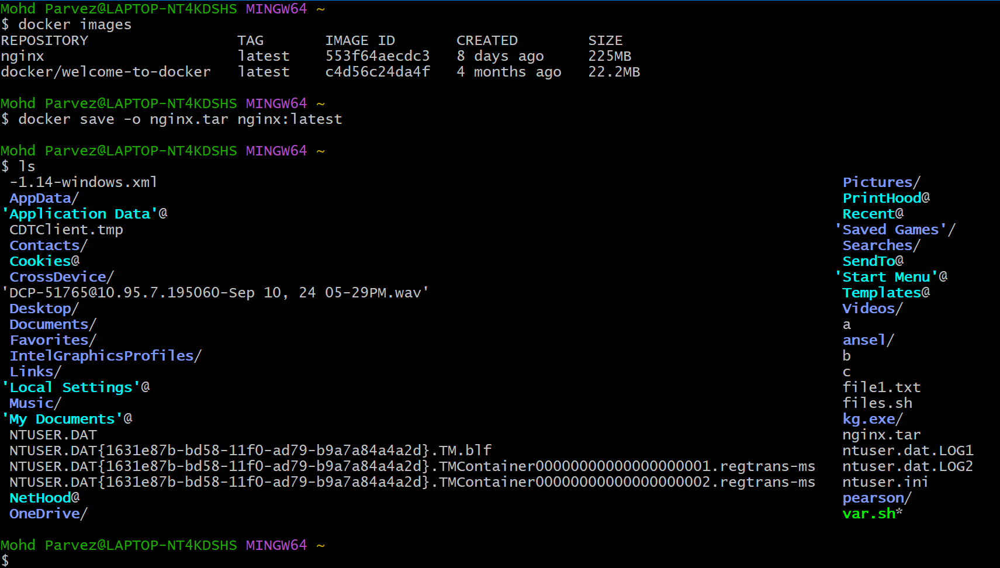 Mohd Parvez@LAPTOP-NT4KDSHS MINGW64 ~
$ docker images
REPOSITORY                 TAG       IMAGE ID       CREATED        SIZE
nginx                      latest    553f64aecdc3   8 days ago     225MB
docker/welcome-to-docker   latest    c4d56c24da4f   4 months ago   22.2MB

Mohd Parvez@LAPTOP-NT4KDSHS MINGW64 ~
$ docker save -o nginx.tar nginx:latest

Mohd Parvez@LAPTOP-NT4KDSHS MINGW64 ~
$ ls
 -1.14-windows.xml                                                                              Pictures/
 AppData/                                                                                       PrintHood@
'Application Data'@                                                                             Recent@
 CDTClient.tmp                                                                                 'Saved Games'/
 Contacts/                                                                                      Searches/
 Cookies@                                                                                       SendTo@
 CrossDevice/                                                                                  'Start Menu'@
'DCP-51765@10.95.7.195060-Sep 10, 24 05-29PM.wav'                                               Templates@
 Desktop/                                                                                       Videos/
 Documents/                                                                                     a
 Favorites/                                                                                     ansel/
 IntelGraphicsProfiles/                                                                         b
 Links/                                                                                         c
'Local Settings'@                                                                               file1.txt
 Music/                                                                                         files.sh
'My Documents'@                                                                                 kg.exe/
 NTUSER.DAT                                                                                     nginx.tar
 NTUSER.DAT{1631e87b-bd58-11f0-ad79-b9a7a84a4a2d}.TM.blf                                        ntuser.dat.LOG1
 NTUSER.DAT{1631e87b-bd58-11f0-ad79-b9a7a84a4a2d}.TMContainer00000000000000000001.regtrans-ms   ntuser.dat.LOG2
 NTUSER.DAT{1631e87b-bd58-11f0-ad79-b9a7a84a4a2d}.TMContainer00000000000000000002.regtrans-ms   ntuser.ini
 NetHood@                                                                                       pearson/
 OneDrive/                                                                                      var.sh*

Mohd Parvez@LAPTOP-NT4KDSHS MINGW64 ~
$